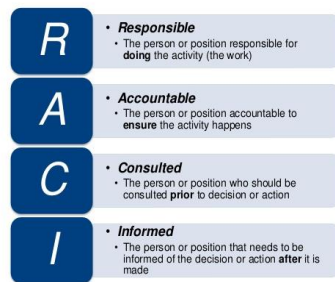 R
• Responsible
• The person or position responsible for
doing the activity (the work)
A
• Accountable
• The person or position accountable to
ensure the activity happens
C
• Consulted
• The person or position who should be
consulted prior to decision or action
I
• Informed
• The person or position that needs to be
informed of the decision or action after it is
made